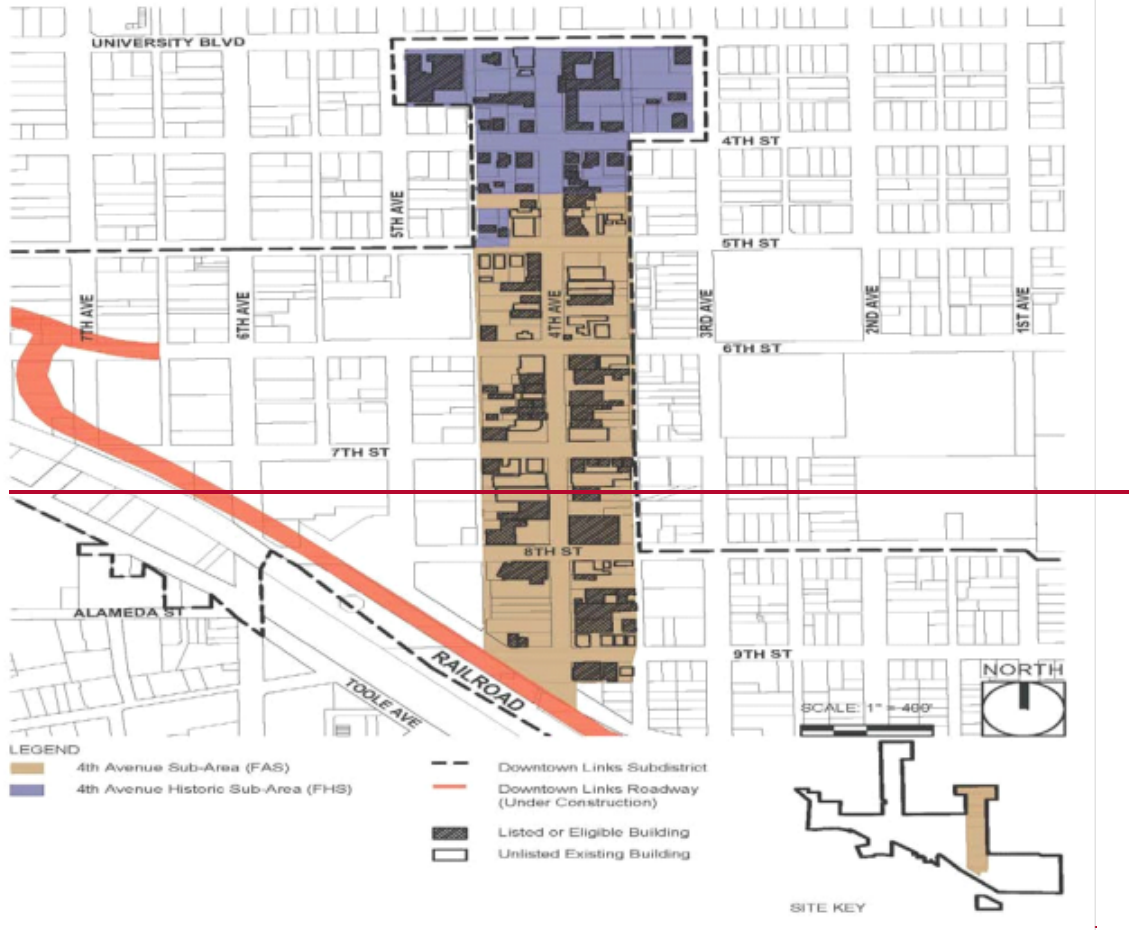 UNIVERSITY BLVD
4TH ST
5TH AVE
5TH ST
7TH AVE
6TH AVE
4TH AVE
3RD AVE
2ND AVE
1ST AVE
6TH ST
7TH ST
8TH ST
ALAMEDA ST
9TH ST
RAILROAD
TOOLE AVE
NORTH
SCALE: 1" = 400'
LEGEND
4th Avenue Sub-Area (FAS)
4th Avenue Historic Sub-Area (FHS)
Downtown Links Subdistrict
Downtown Links Roadway
(Under Construction)
Listed or Eligible Building
Unlisted Existing Building
SITE KEY